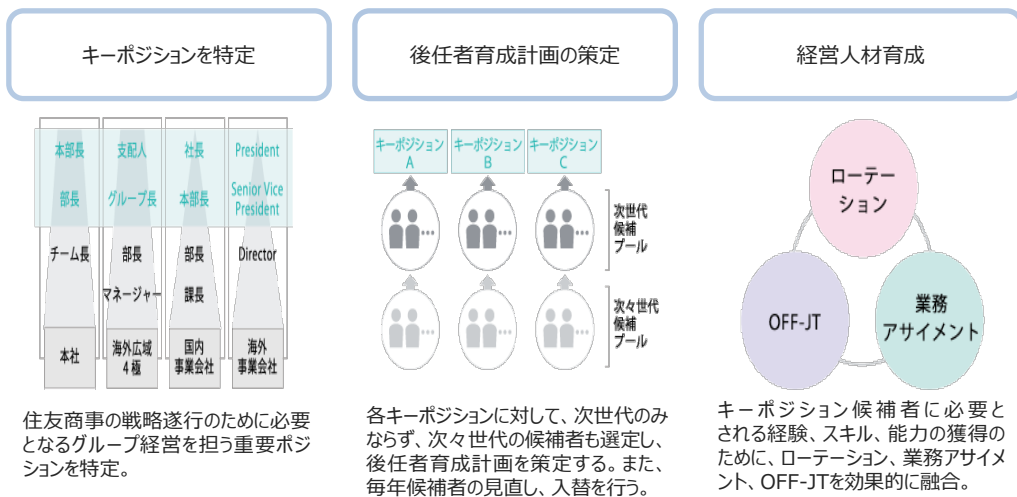 キーポジションを特定
後任者育成計画の策定
経営人材育成
本部長
支配人
社長
President
部長
グループ長
本部長
Senior Vice
President
チーム長
部長
部長
Director
マネージャー
課長
本社
海外広域
4極
国内
事業会社
海外
事業会社
住友商事の戦略遂行のために必要
となるグループ経営を担う重要ポジ
ションを特定。
キーポジション
A
キーポジション
B
キーポジション
C
次世代
候補
プール
次々世代
候補
プール
各キーポジションに対して、次世代のみ
ならず、次々世代の候補者も選定し、
後任者育成計画を策定する。また、
毎年候補者の見直し、入替を行う。
ローテー
ション
OFF-JT
業務
アサイメント
キーポジション候補者に必要と
される経験、スキル、能力の獲得の
ために、ローテーション、業務アサイメ
ント、OFF-JTを効果的に融合。